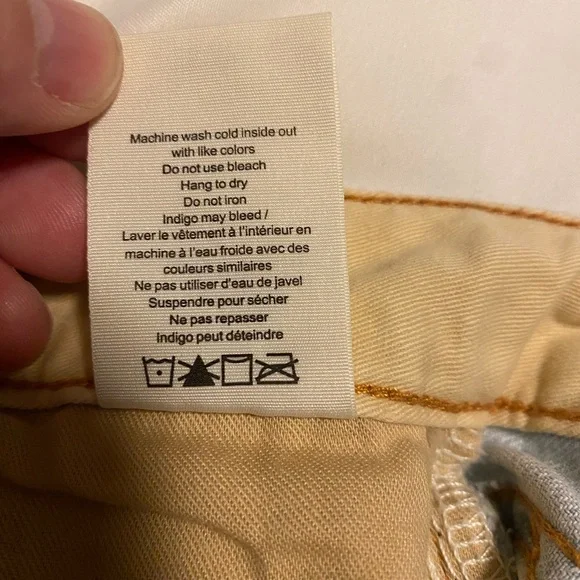 Machine wash cold inside out
with like colors
Do not use bleach
Hang to dry
Do not iron
Indigo may bleed /
Laver le vêtement à l'intérieur en
machine à l'eau froide avec des
couleurs similaires
Ne pas utiliser d'eau de javel
Suspendre pour sécher
Ne pas repasser
Indigo peut déteindre